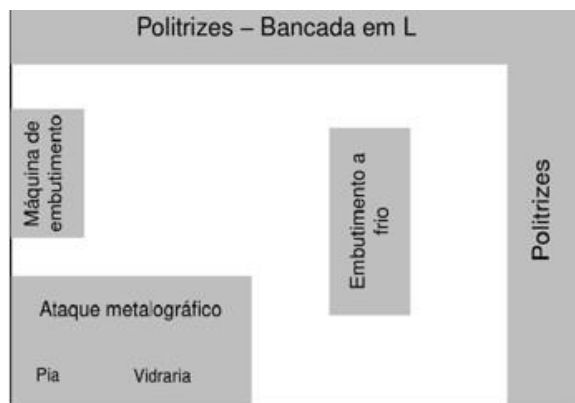 Politrizes – Bancada em L
Máquina de
embutimento
Embutimento a
frio
Politrizes
Ataque metalográfico
Pia
Vidraria